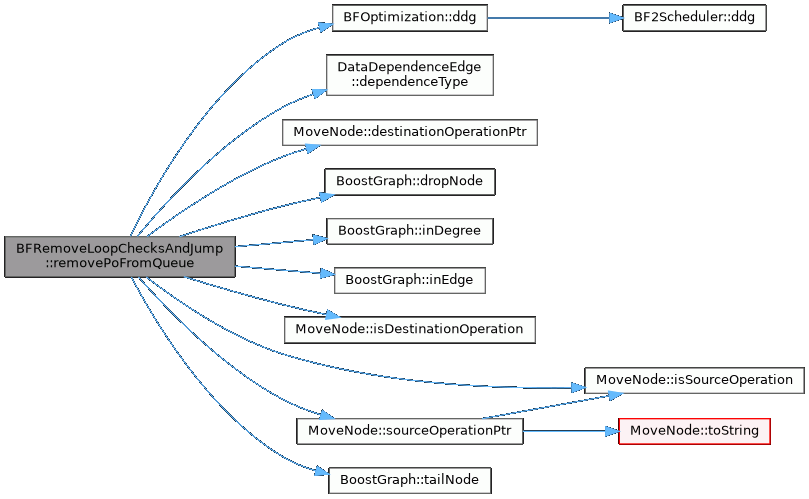 BFOptimization::ddg
BF2Scheduler::ddg
DataDependenceEdge
::dependenceType
MoveNode::destinationOperationPtr
BoostGraph::dropNode
BFRemoveLoopChecksAndJump
::removePoFromQueue
BoostGraph::inDegree
BoostGraph::inEdge
MoveNode::isDestinationOperation
MoveNode::isSourceOperation
MoveNode::sourceOperationPtr
MoveNode::toString
BoostGraph::tailNode